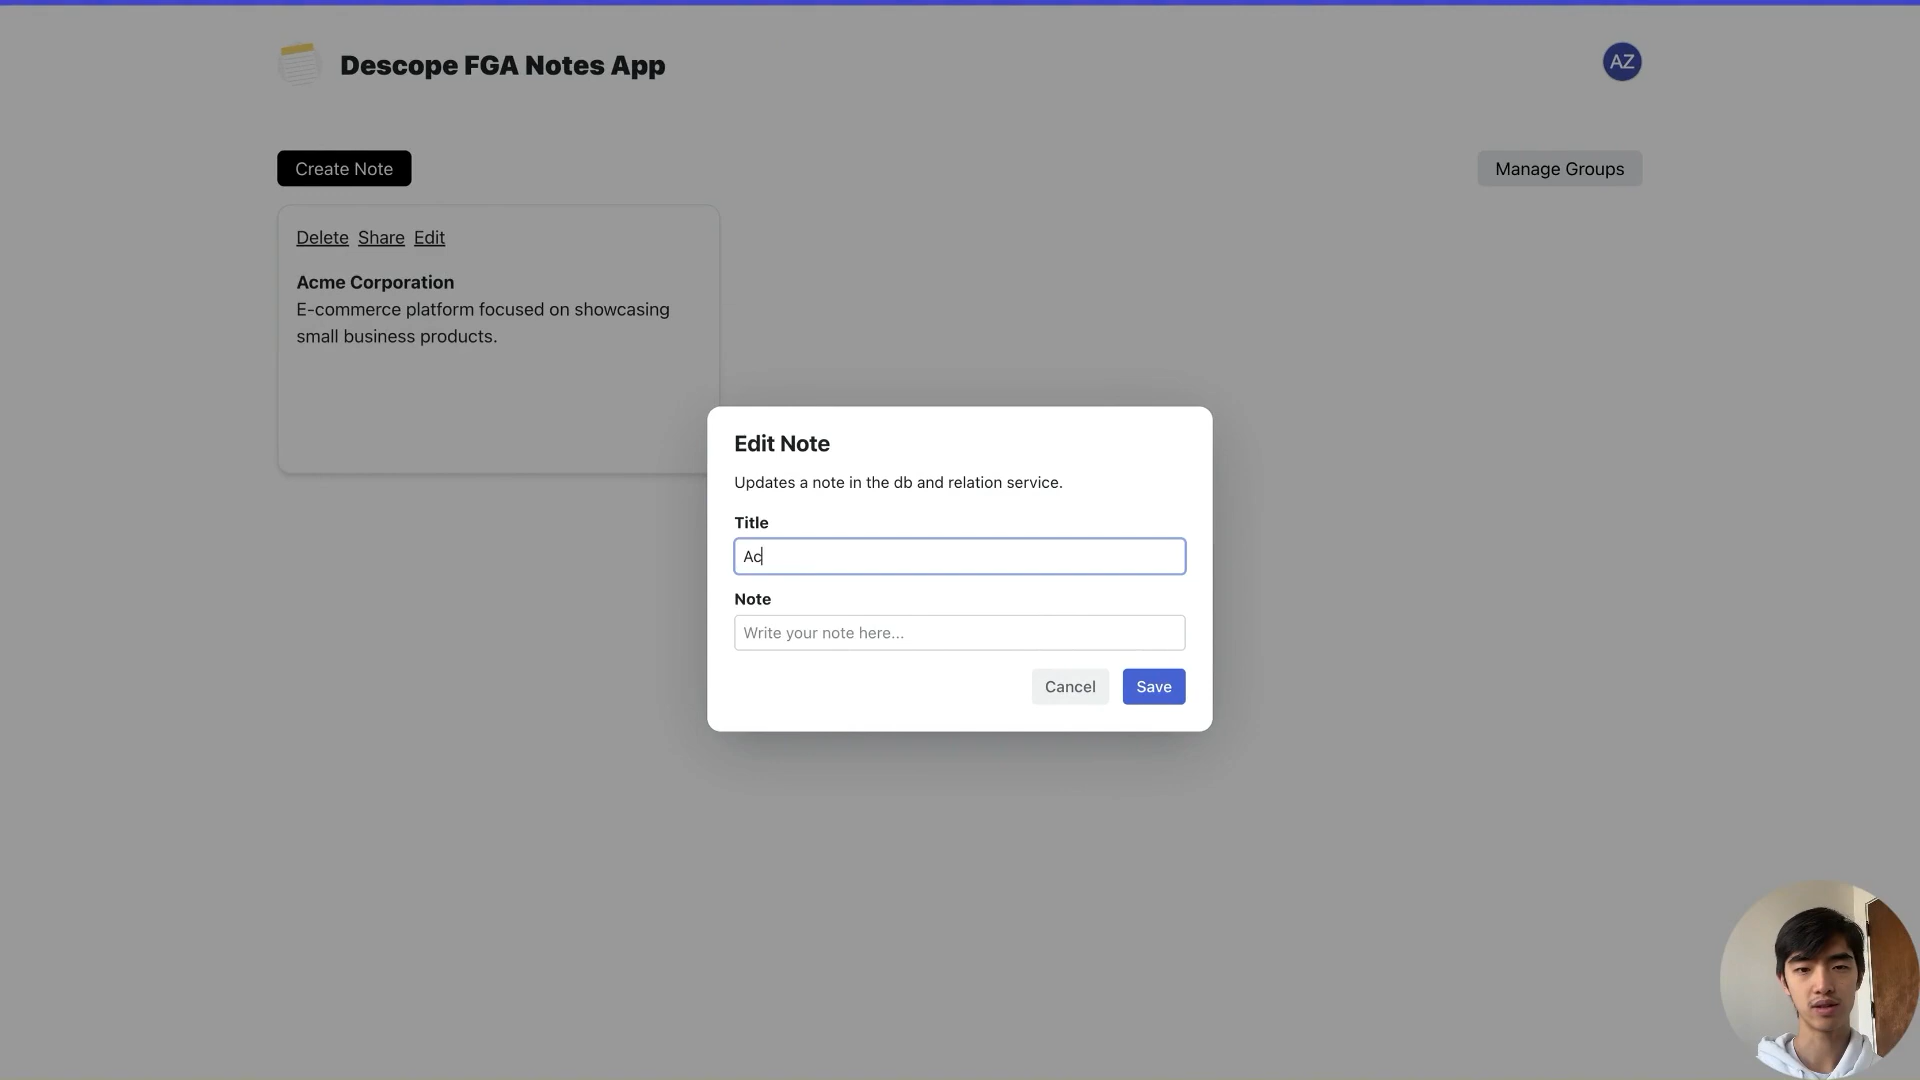 Descope FGA Notes App
AZ
Create Note
Manage Groups
Delete Share Edit
Acme Corporation
E-commerce platform focused on showcasing
small business products.
Edit Note
Updates a note in the db and relation service.
Title
Ac
Note
Write your note here...
Cancel
Save